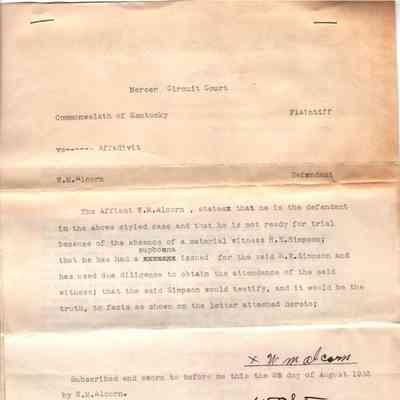 Mercer Circuit Court
Commonwealth of Kentucky Plaintiff
vs------ Affadivit
W.M.Alcorn Defendant
The Affiant W.M.Alcorn , states that he is the defendant
in the above styled case and that he is not ready for trial
because of the absence of a material witness
supboena
that he has had a xxxxxxxx issued for the said Simpson and
has used due diligence to obtain the attendance of the said
witness; that the said Simpson would testify, and it would be the
truth, to facts as shown on the letter attached hereto;
x W m alcorn
Subscribed and sworn to before me this the day of August
by W.M.Alcorn.